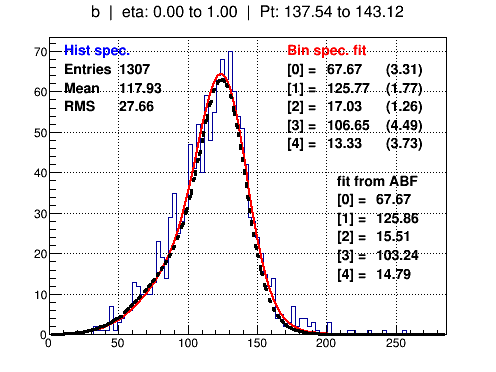 b | eta: 0.00 to 1.00 | Pt: 137.54 to 143.12
Hist spec.
Entries 1307
Mean 117.93
RMS 27.66
Bin spec. fit
[0] = 67.67 (3.31)
[1] = 125.77 (1.77)
[2] = 17.03 (1.26)
[3] = 106.65 (4.49)
[4] = 13.33 (3.73)
fit from ABF
[0] = 67.67
[1] = 125.86
[2] = 15.51
[3] = 103.24
[4] = 14.79
70
60
50
40
30
20
10
0
0 50 100 150 200 250